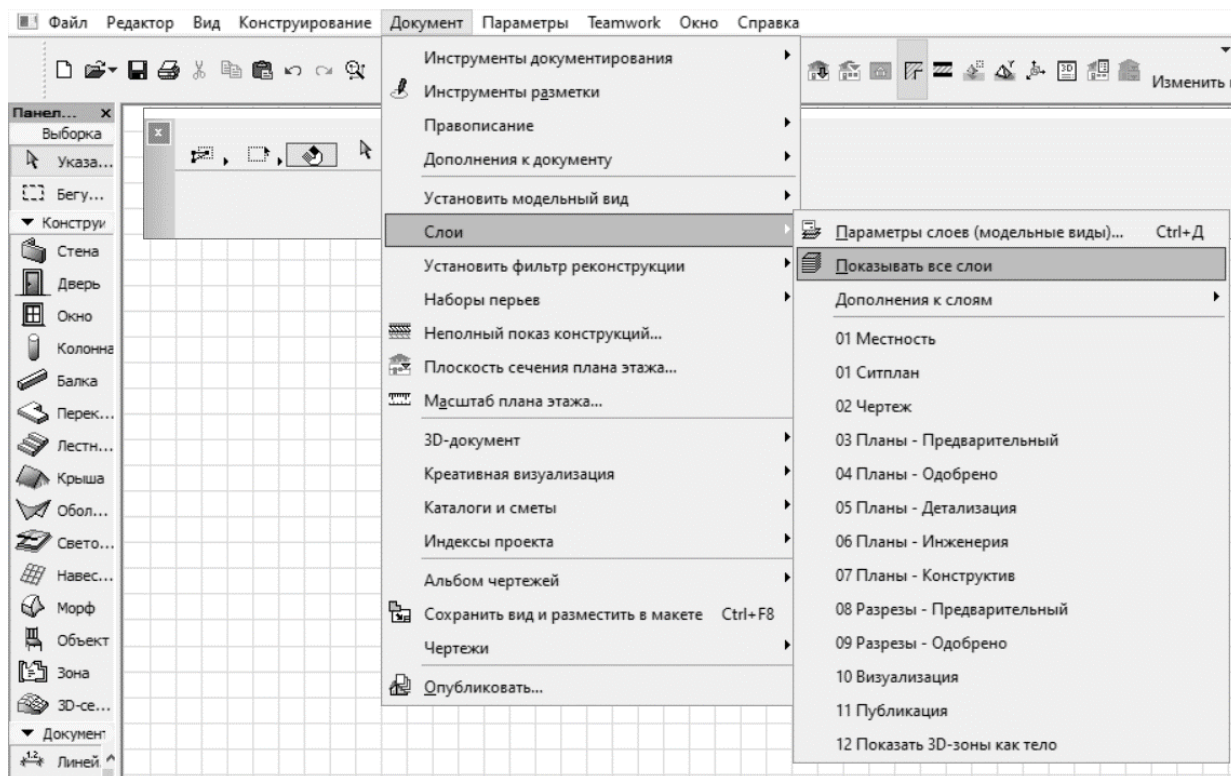 Файл Редактор Вид Конструирование Документ Параметры Teamwork Окно Справка
Изменить
Панел... x
Выборка
Указа...
Бегу...
Конструи
Стена
Дверь
Окно
Колонна
Балка
Перек...
Лестн...
Крыша
Обол...
Свето...
Навес...
Морф
Объект
Зона
3D-се...
Документ
1.2
Линей
Инструменты документирования
Инструменты разметки
Правописание
Дополнения к документу
Установить модельный вид
Слои
Установить фильтр реконструкции
Наборы перьев
Неполный показ конструкций...
Плоскость сечения плана этажа...
Масштаб плана этажа...
3D-документ
Креативная визуализация
Каталоги и сметы
Индексы проекта
Альбом чертежей
Сохранить вид и разместить в макете Ctrl+F8
Чертежи
Опубликовать...
Параметры слоев (модельные виды)... Ctrl+Д
Показывать все слои
Дополнения к слоям
01 Местность
01 Ситплан
02 Чертеж
03 Планы - Предварительный
04 Планы - Одобрено
05 Планы - Детализация
06 Планы - Инженерия
07 Планы - Конструктив
08 Разрезы - Предварительный
09 Разрезы - Одобрено
10 Визуализация
11 Публикация
12 Показать 3D-зоны как тело